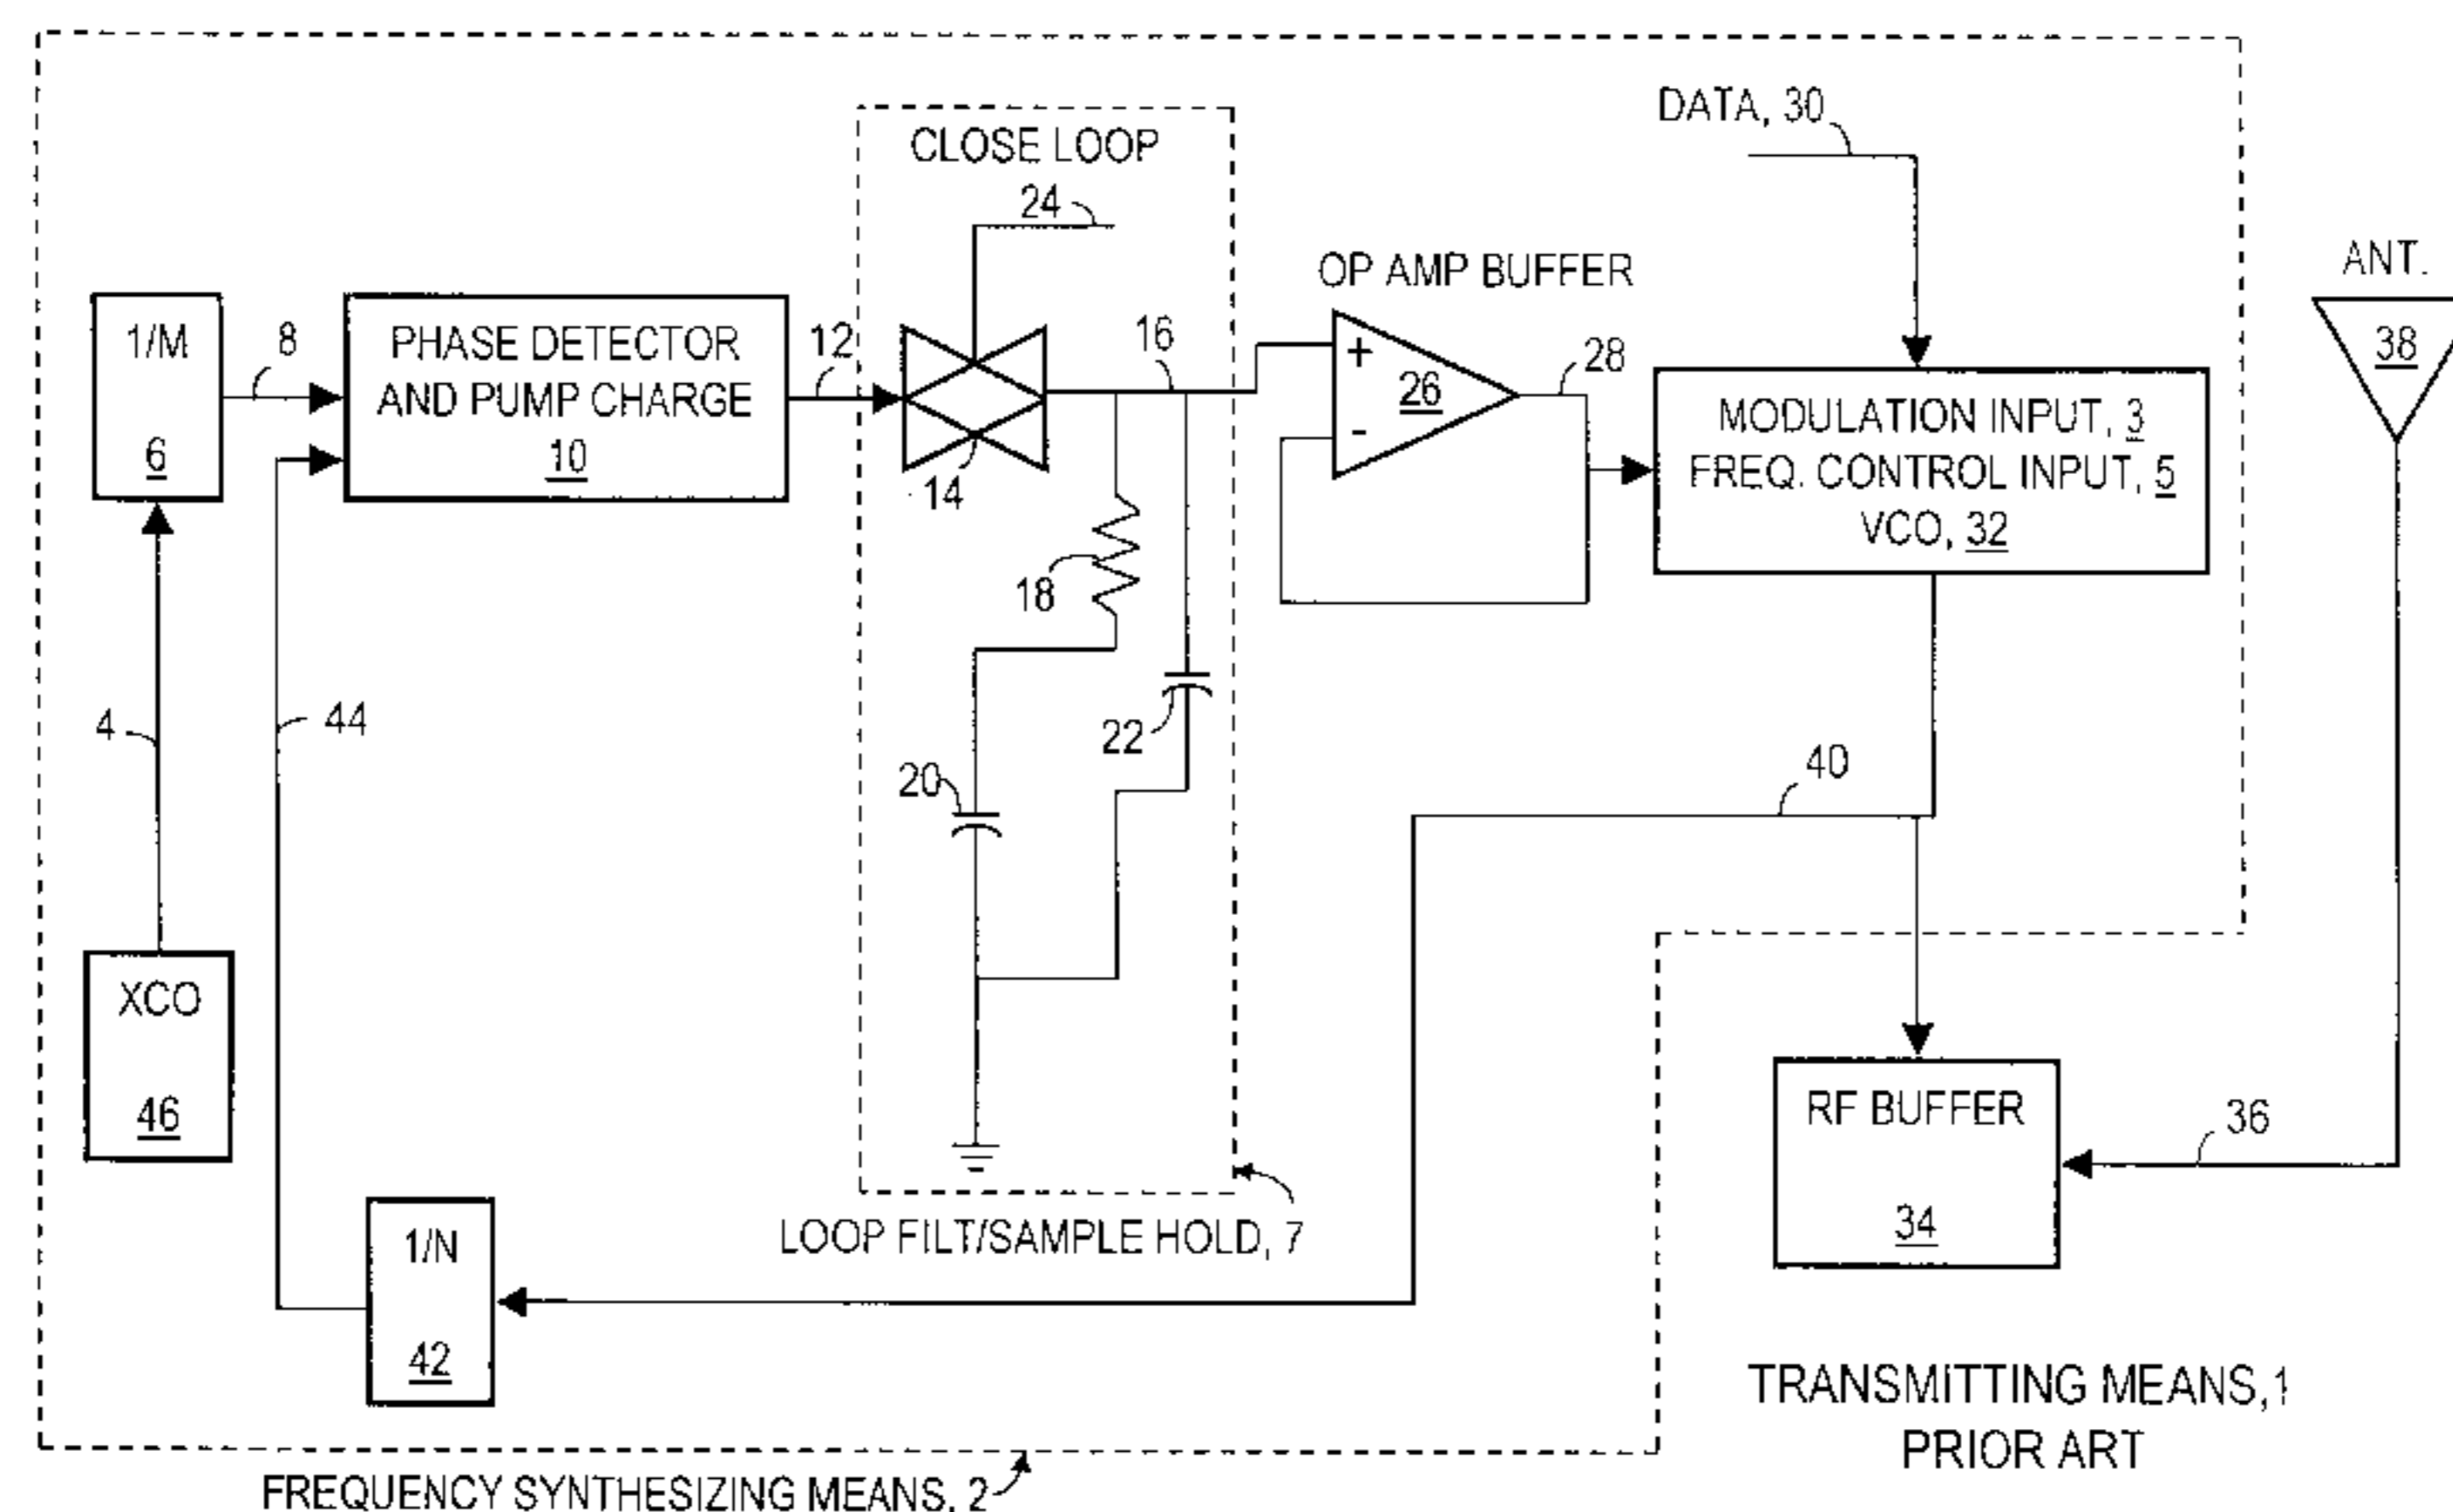 DATA, 30
CLOSE LOOP
24
OP AMP BUFFER
ANT.
38
1/M
6
8
PHASE DETECTOR
AND PUMP CHARGE
10
12
14
16
+
-
26
28
MODULATION INPUT, 3
FREQ. CONTROL INPUT, 5
VCO, 32
18
4
44
22
20
40
XCO
46
RF BUFFER
34
36
LOOP FILT/SAMPLE HOLD, 7
1/N
42
TRANSMITTING MEANS,1
PRIOR ART
FREQUENCY SYNTHESIZING MEANS, 2